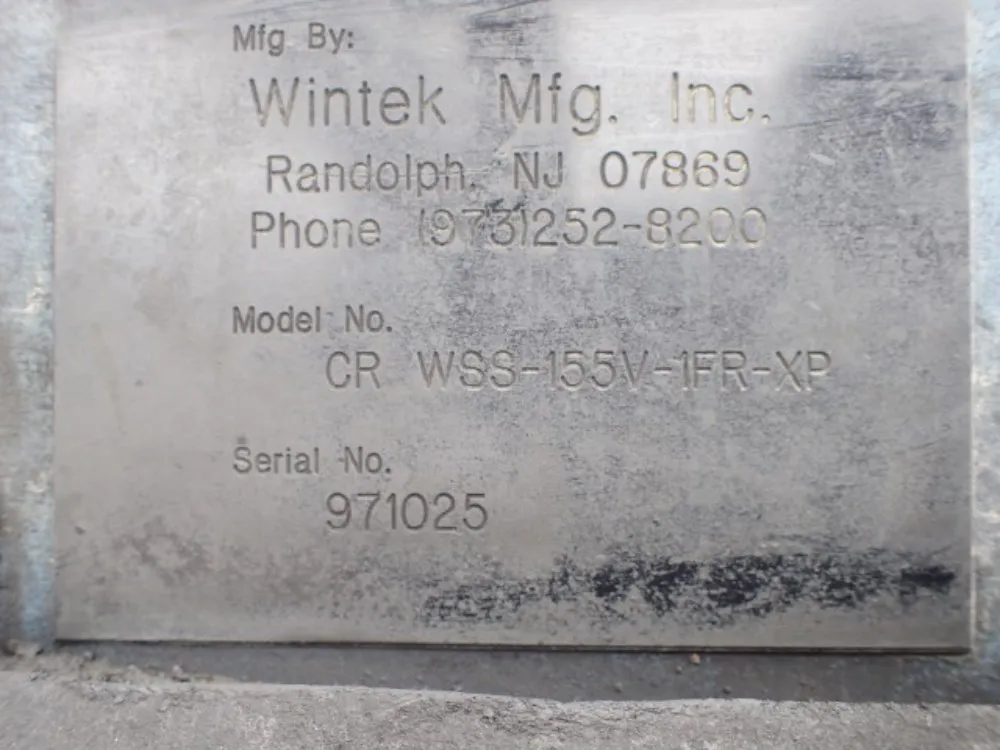 Mfg By:
Wintek Mfg. Inc.
Randolph, NJ 07869
Phone (973)252-8200
Model No.
CR WSS-155V-1FR-XP
Serial No.
971025